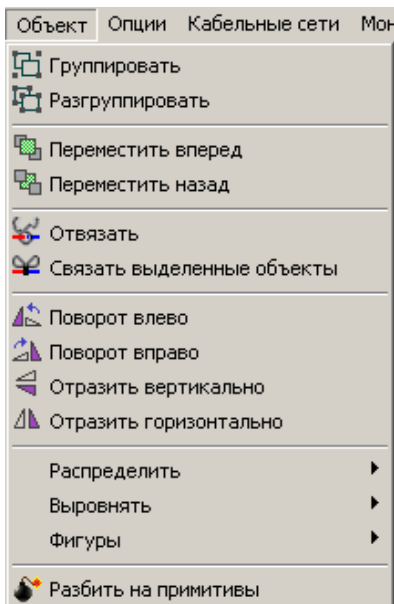 Объект Опции Кабельные сети Мон
Группировать
Разгруппировать
Переместить вперед
Переместить назад
Отвязать
Связать выделенные объекты
Поворот влево
Поворот вправо
Отразить вертикально
Отразить горизонтально
Распределить
Выровнять
Фигуры
Разбить на примитивы